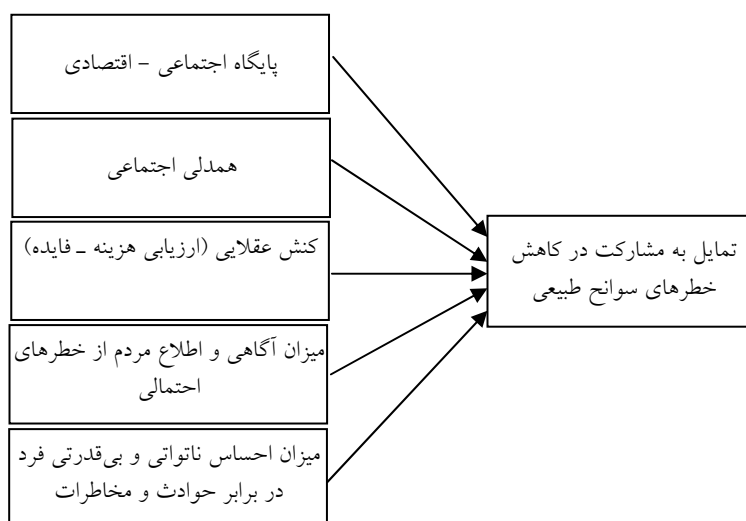 پایگاه اجتماعی – اقتصادی
همدلی اجتماعی
کنش عقلایی (ارزیابی هزینه ـ فایده)
میزان آگاهی و اطلاع مردم از خطرهای
احتمالی
میزان احساس ناتواتی و بی‌قدرتی فرد
در برابر حوادث و مخاطرات
تمایل به مشارکت در کاهش
خطرهای سوانح طبیعی